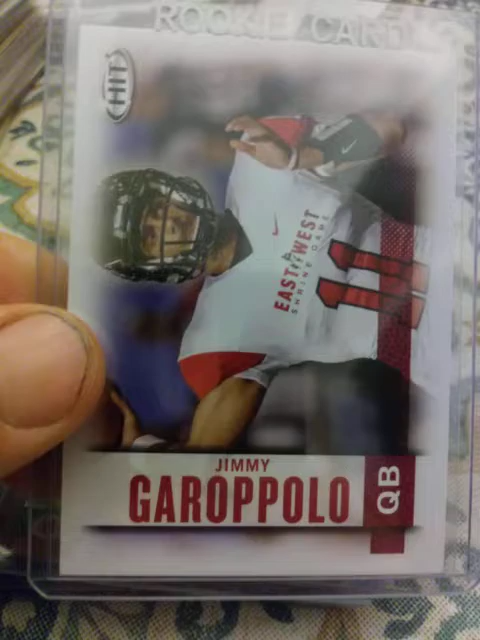 ROOKIE CARD
HIT
EAST WEST
SHRINE GAME
11
JIMMY
GAROPPOLO
QB